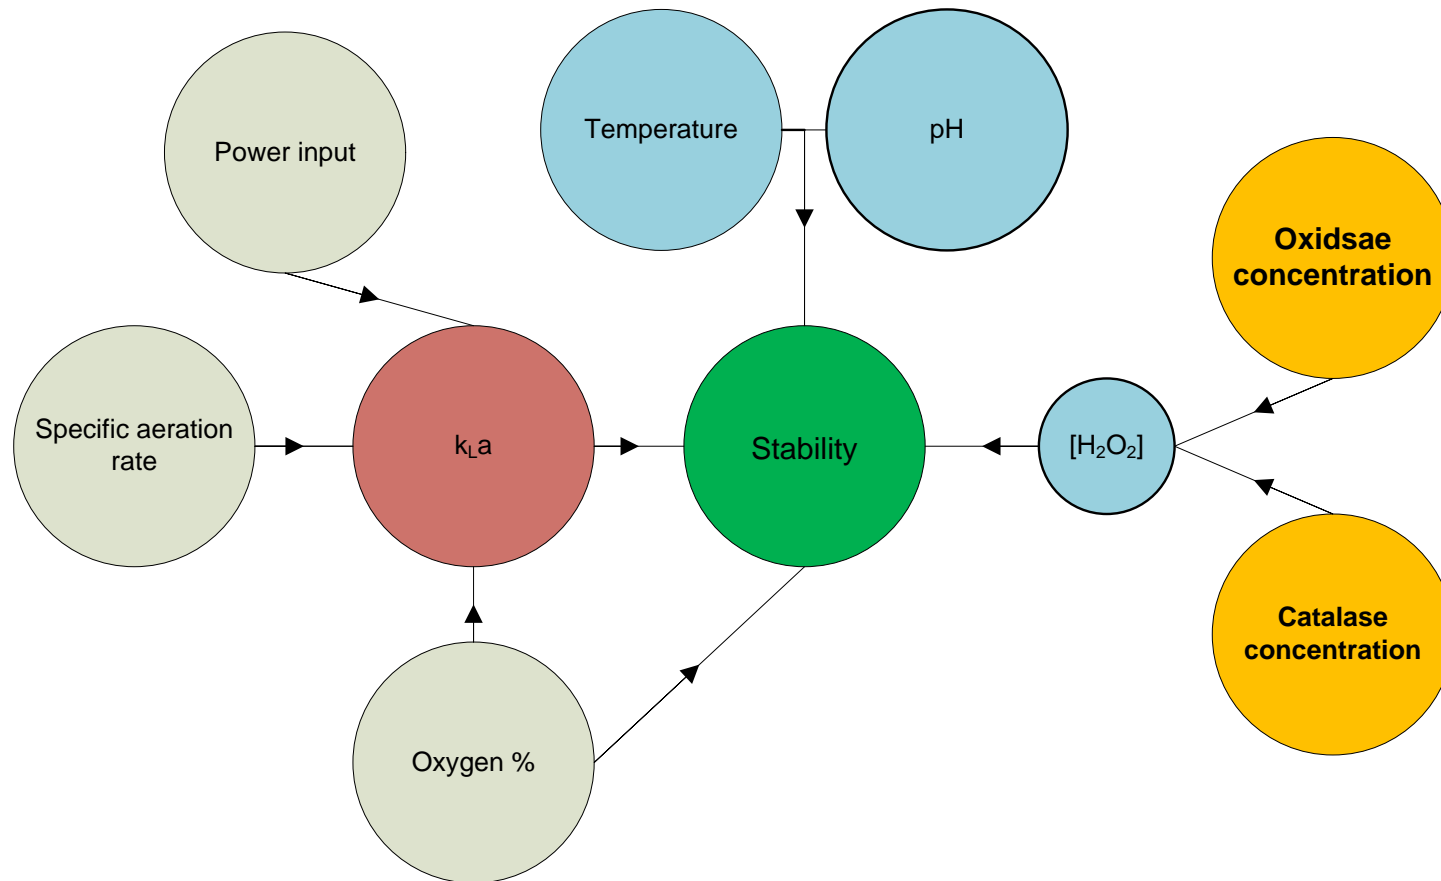 Power input
Temperature
pH
Oxidsae
concentration
Specific aeration
rate
kLa
Stability
[H2O2]
Catalase
concentration
Oxygen %